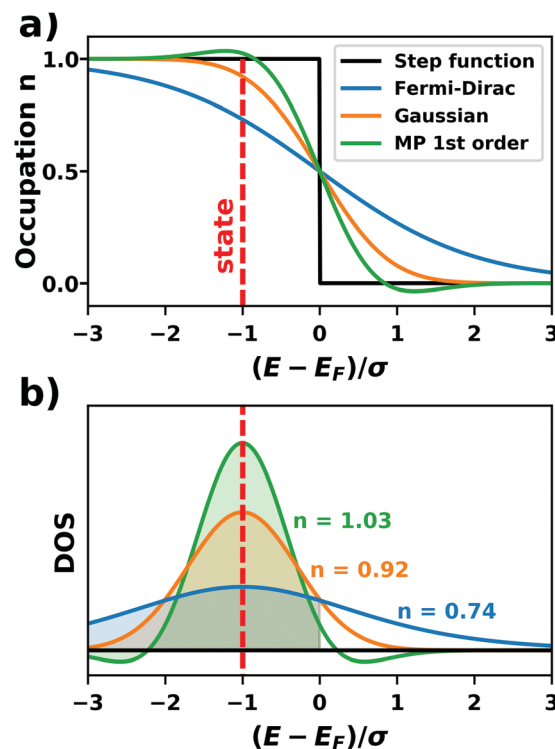 a)
Occupation n
1.0
0.5
0.0
Step function
Fermi-Dirac
Gaussian
MP 1st order
state
−3 −2 −1 0 1 2 3
(E − E_F)/σ
b)
DOS
n = 1.03
n = 0.92
n = 0.74
−3 −2 −1 0 1 2 3
(E − E_F)/σ